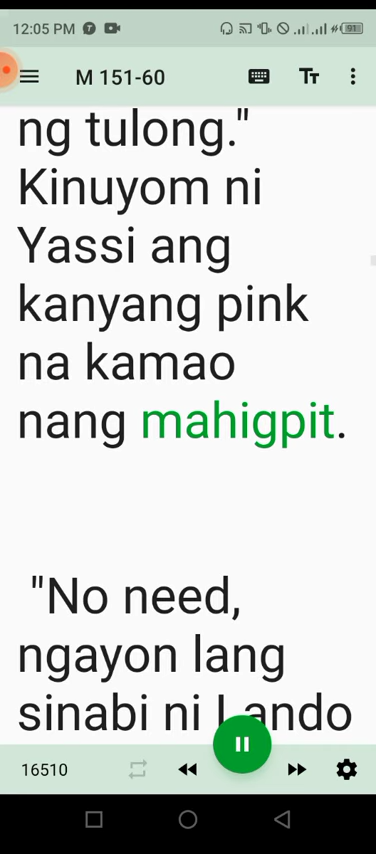 12:05 PM
91
M 151-60
ng tulong."
Kinuyom ni
Yassi ang
kanyang pink
na kamao
nang mahigpit.
"No need,
ngayon lang
sinabi ni Lando
16510